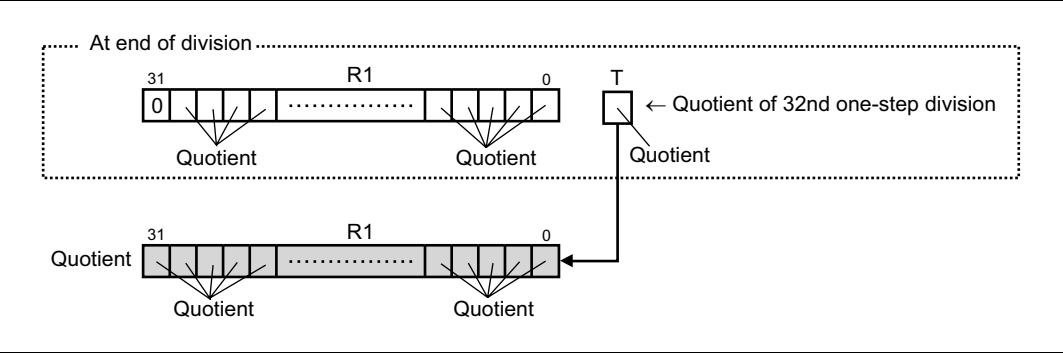 At end of division
31 R1 0 T
0 ← Quotient of 32nd one-step division
Quotient Quotient Quotient
31 R1 0
Quotient
Quotient Quotient